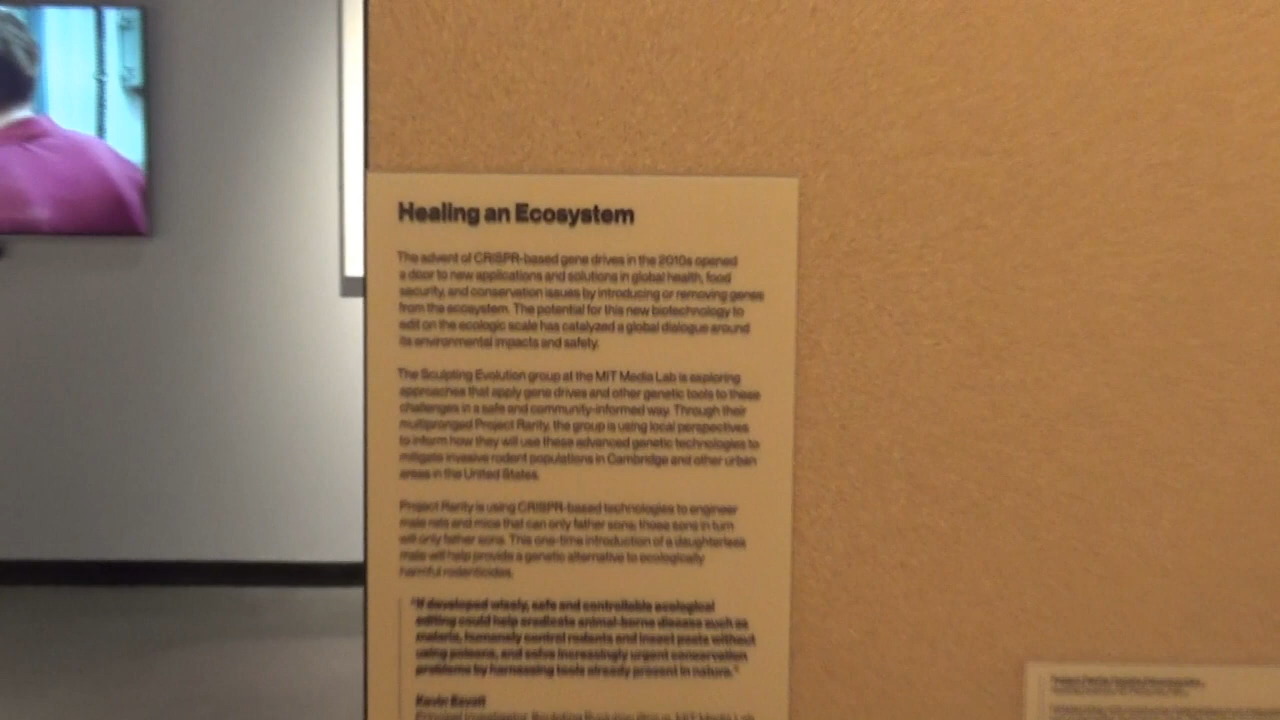 Healing an Ecosystem
The advent of CRISPR-based gene drives in the 2010s opened
a door to new applications and solutions in global health, food
security, and conservation issues by introducing or removing genes
from the ecosystem. The potential for this new biotechnology to
edit on the ecologic scale has catalyzed a global dialogue around
its environmental impacts and safety.
The Sculpting Evolution group at the MIT Media Lab is exploring
approaches that apply gene drives and other genetic tools to these
challenges in a safe and community-informed way. Through their
multipronged Project Rarity, the group is using local perspectives
to inform how they will use these advanced genetic technologies to
mitigate invasive rodent populations in Cambridge and other urban
areas in the United States.
Project Rarity is using CRISPR-based technologies to engineer
male rats and mice that can only father sons; those sons in turn
will only father sons. This one-time introduction of a daughterless
male will help provide a genetic alternative to ecologically
harmful rodenticides.
"If developed wisely, safe and controllable ecological
editing could help eradicate animal-borne disease such as
malaria, humanely control rodents and insect pests without
using poisons, and solve increasingly urgent conservation
problems by harnessing tools already present in nature."
Kevin Esvelt
Principal Investigator, Sculpting Evolution Group, MIT Media Lab